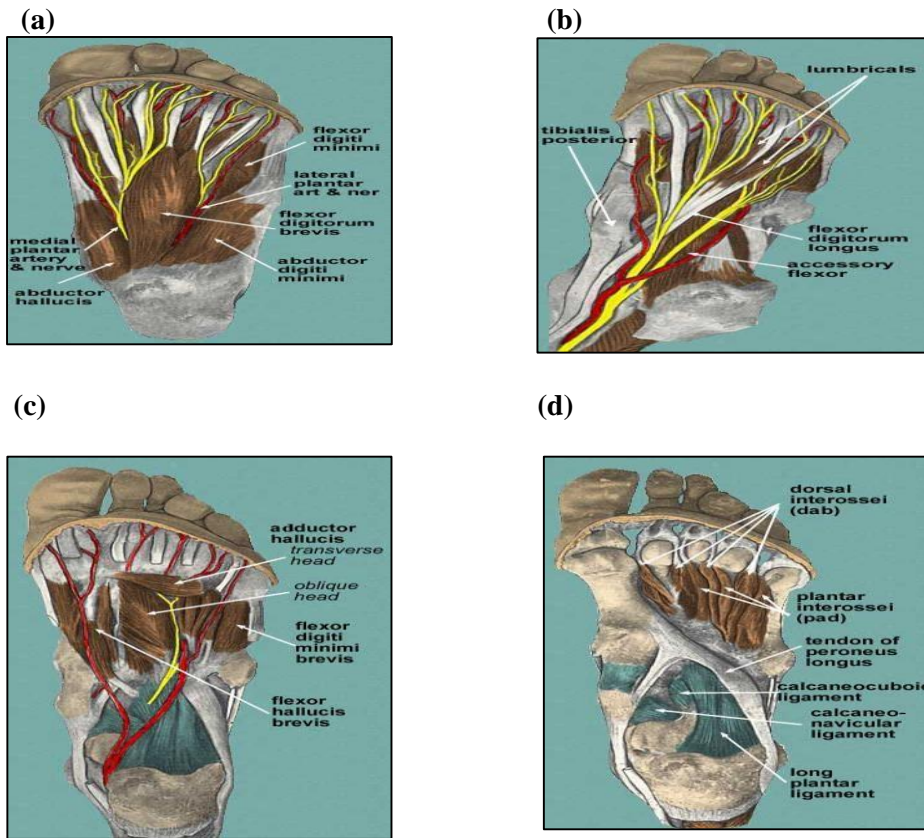 (a)
flexor
digiti
minimi
lateral
plantar
art & ner
flexor
digitorum
brevis
abductor
digiti
minimi
medial
plantar
artery
& nerve
abductor
hallucis
(b)
lumbricals
tibialis
posterior
flexor
digitorum
longus
accessory
flexor
(c)
adductor
hallucis
transverse
head
oblique
head
flexor
digiti
minimi
brevis
flexor
hallucis
brevis
(d)
dorsal
interossei
(dab)
plantar
interossei
(pad)
tendon of
peroneus
longus
calcaneocuboi
ligament
calcaneo-
navicular
ligament
long
plantar
ligament